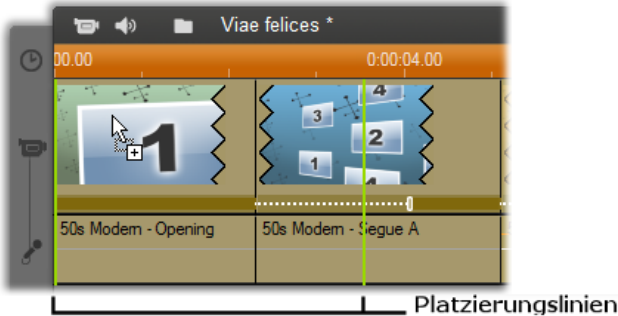 Viae felices *
00.00
0:00:04.00
1
3
4
2
1
50s Modern - Opening
50s Modern - Segue A
Platzierungslinien